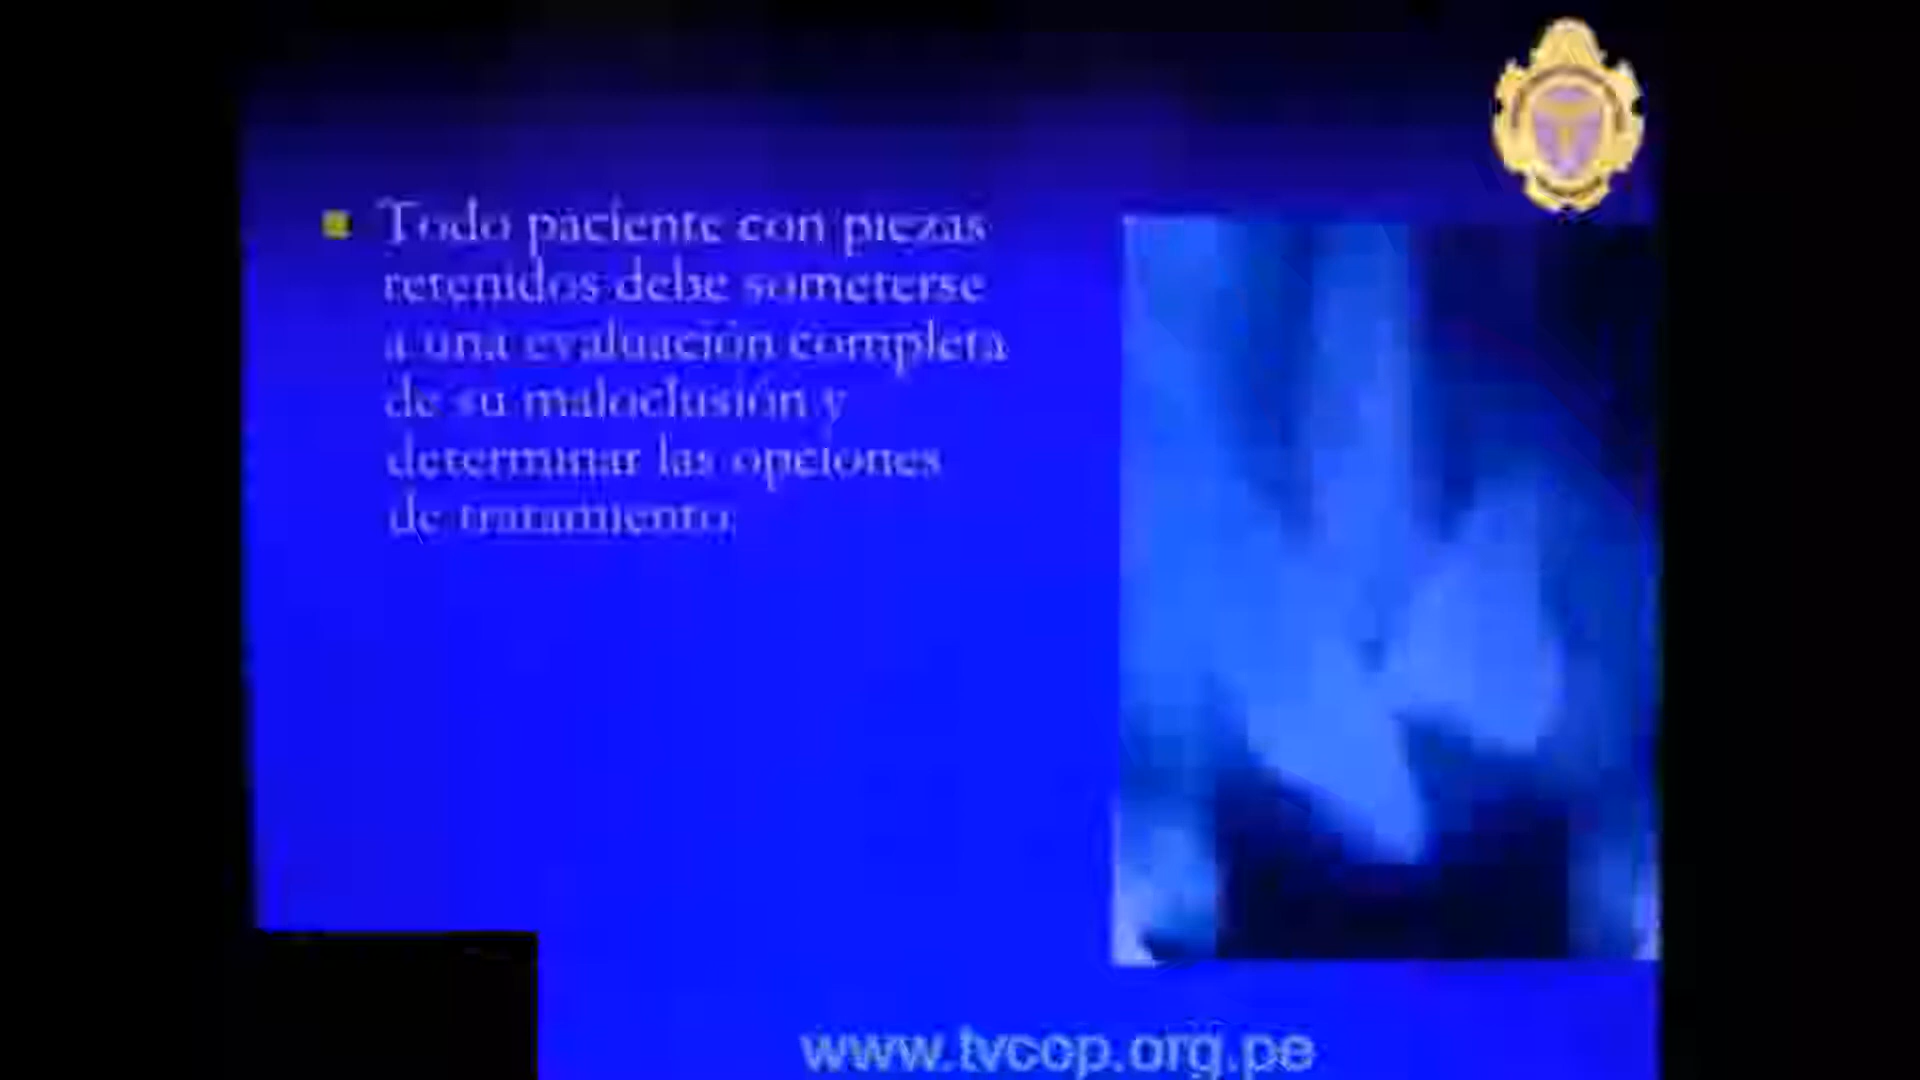 Todo paciente con piezas
retenidos debe someterse
a una evaluación completa
de su maloclusión y
determinar las opciones
de tratamiento.
www.tvcop.org.pe